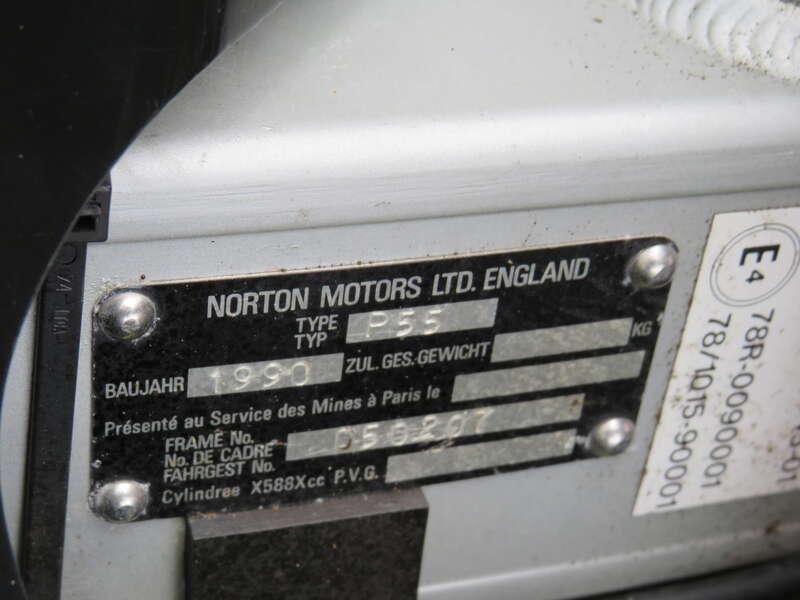 NORTON MOTORS LTD. ENGLAND
TYPE
TYP P55
BAUJAHR 1990 ZUL. GES. GEWICHT KG
Présenté au Service des Mines à Paris le
FRAME No.
No. DE CADRE 050207
FAHRGEST No.
Cylindree X588Xcc P.V.G.
E4
78R-0090001
78/1015-90001